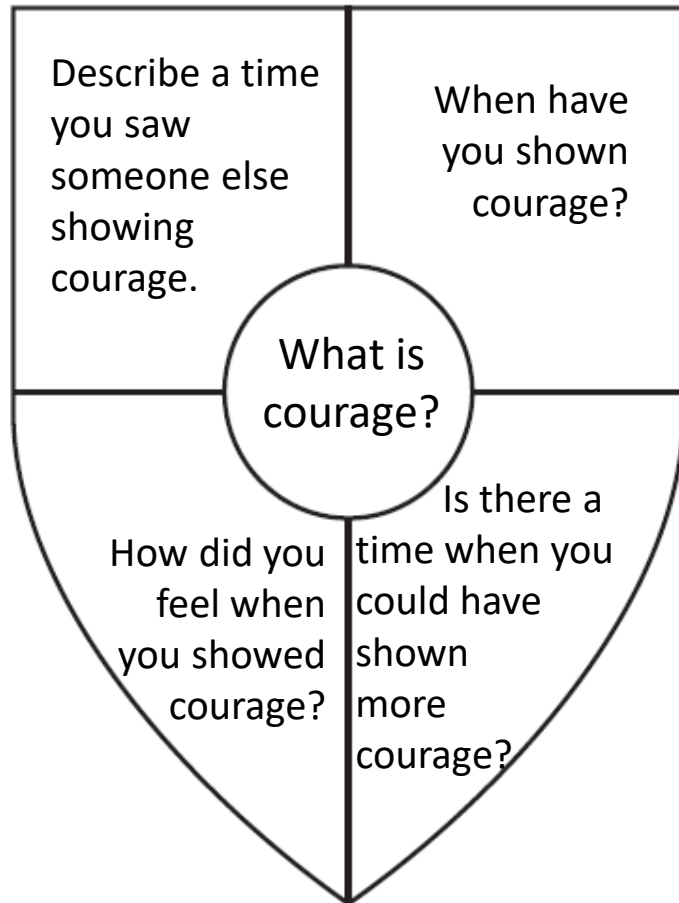 Describe a time
you saw
someone else
showing
courage.
When have
you shown
courage?
What is
courage?
How did you
feel when
you showed
courage?
Is there a
time when you
could have
shown
more
courage?